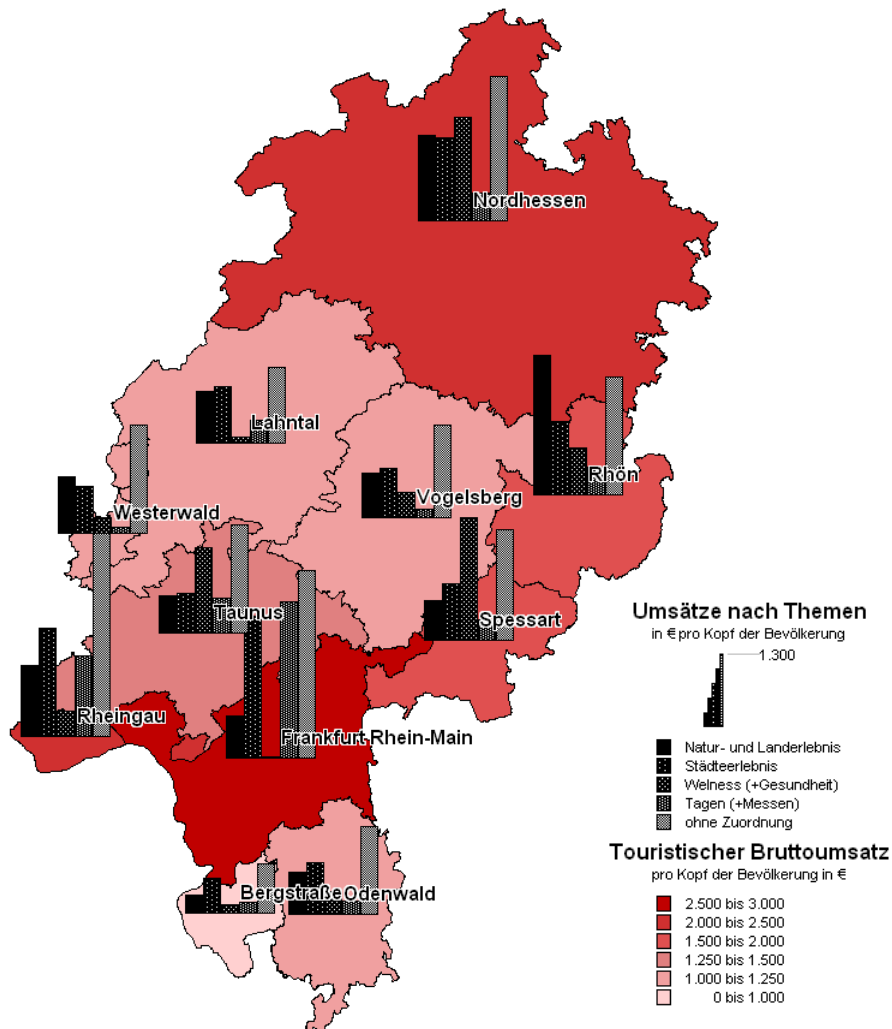 Nordhessen
Lahntal
Rhön
Vogelsberg
Westerwald
Taunus
Spessart
Rheingau
Frankfurt Rhein-Main
Bergstraße
Odenwald
Umsätze nach Themen
in € pro Kopf der Bevölkerung
1.300
Natur- und Landerlebnis
Städteerlebnis
Welness (+Gesundheit)
Tagen (+Messen)
ohne Zuordnung
Touristischer Bruttoumsatz
pro Kopf der Bevölkerung in €
2.500 bis 3.000
2.000 bis 2.500
1.500 bis 2.000
1.250 bis 1.500
1.000 bis 1.250
0 bis 1.000